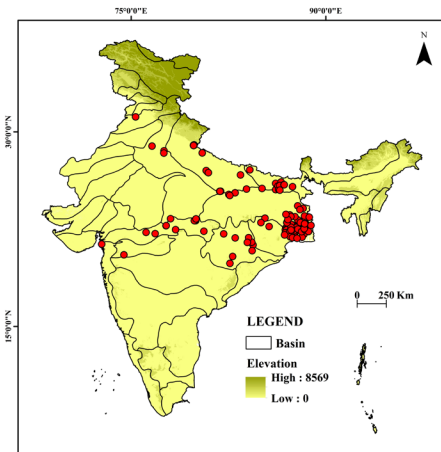 75°0'0"E
90°0'0"E
N
30°0'0"N
15°0'0"N
0 250 Km
LEGEND
Basin
Elevation
High : 8569
Low : 0